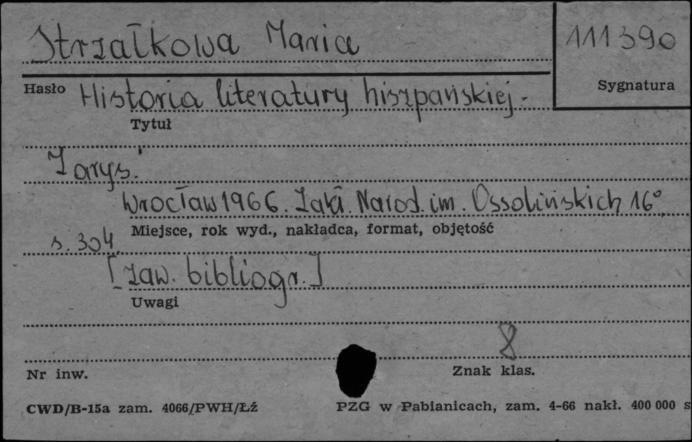 Strzałkowa Maria
111390
Hasło
Sygnatura
Historia literatury hiszpańskiej.
Tytuł
Zarys.
Wrocław 1966. Zakł. Narod. im. Ossolińskich 16°
s. 304
Miejsce, rok wyd., nakładca, format, objętość
[zaw. bibliogr.]
Uwagi
8
Nr inw.
Znak klas.
CWD/B-15a zam. 4066/PWH/Łź
PZG w Pabianicach, zam. 4-66 nakł. 400 000 s